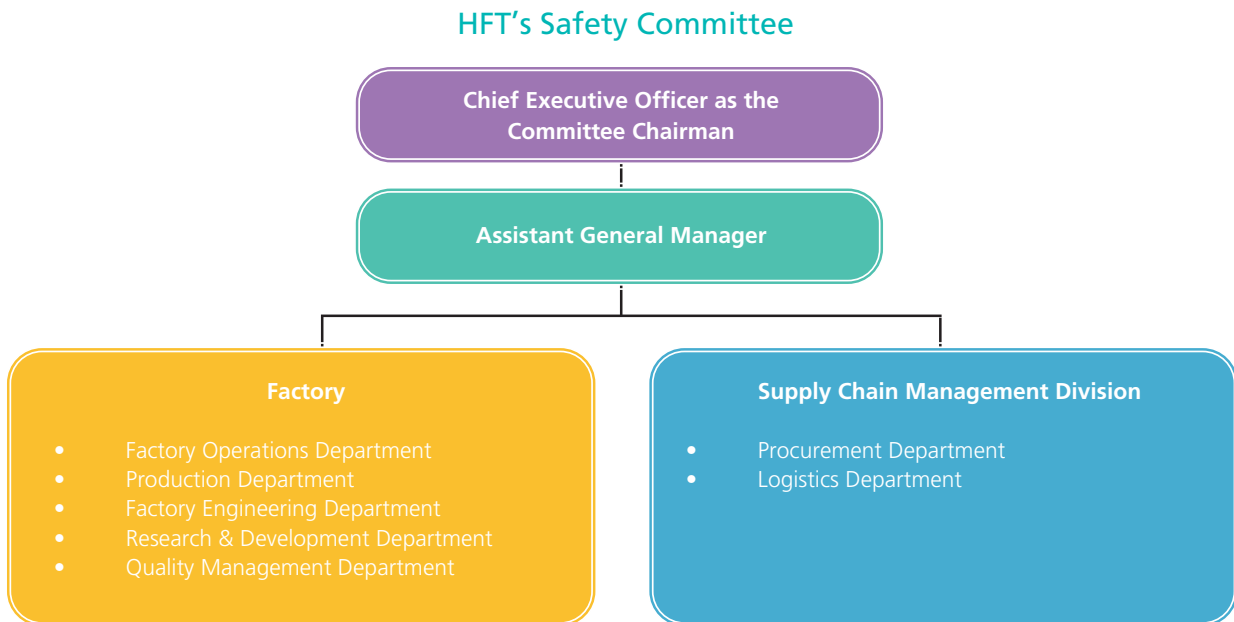 HFT's Safety Committee
Chief Executive Officer as the
Committee Chairman
Assistant General Manager
Factory
• Factory Operations Department
• Production Department
• Factory Engineering Department
• Research & Development Department
• Quality Management Department
Supply Chain Management Division
• Procurement Department
• Logistics Department